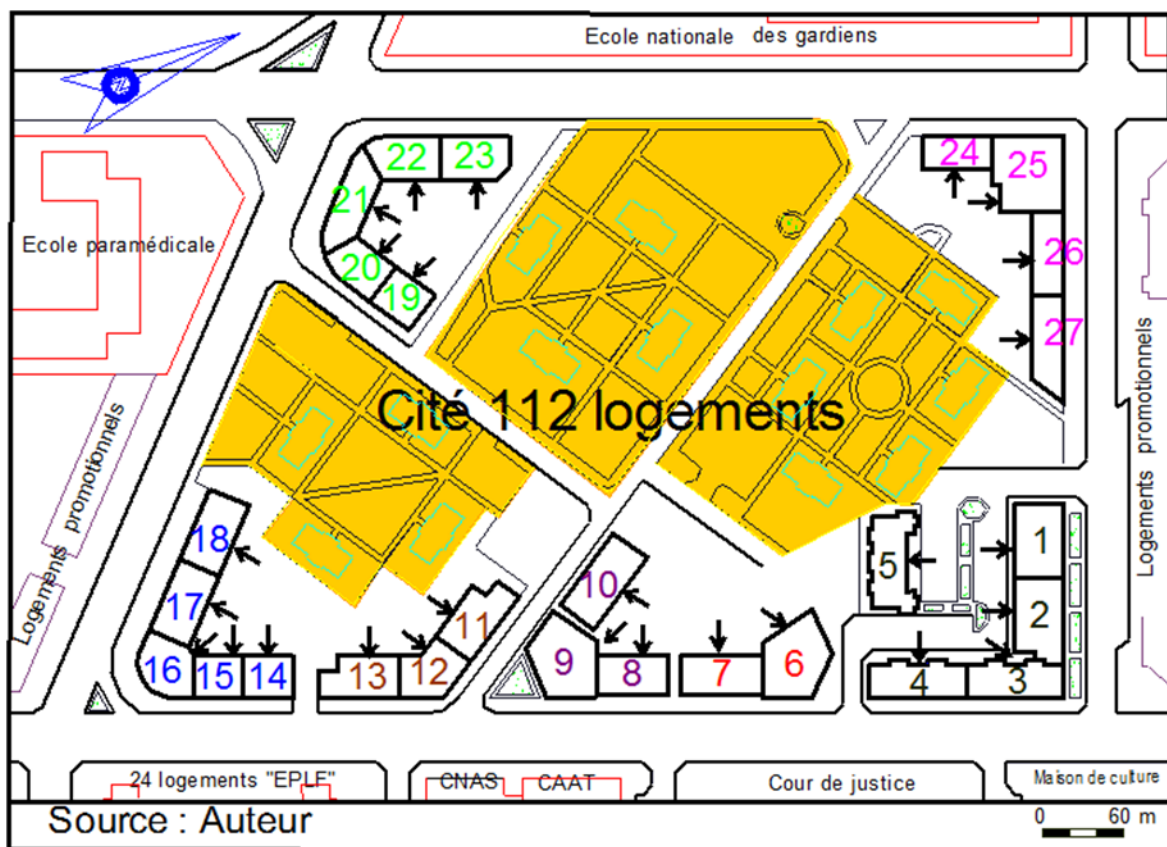 Ecole nationale des gardiens
22
23
24
25
21
Ecole paramédicale
26
20
19
27
Cité 112 logements
Logements promotionnels
Logements promotionnels
18
10
5
1
17
11
2
16
15
14
13
12
9
8
7
6
4
3
24 logements "EPLF"
CNAS
CAAT
Cour de justice
Maison de culture
Source : Auteur
0 60 m